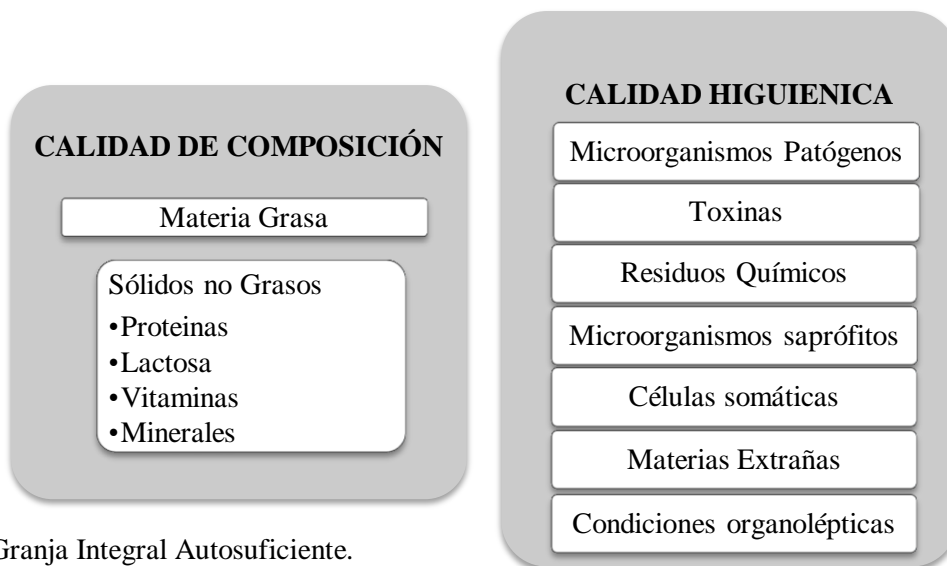 CALIDAD DE COMPOSICIÓN
Materia Grasa
Sólidos no Grasos
•Proteinas
•Lactosa
•Vitaminas
•Minerales
CALIDAD HIGUIENICA
Microorganismos Patógenos
Toxinas
Residuos Químicos
Microorganismos saprófitos
Células somáticas
Materias Extrañas
Condiciones organolépticas
Granja Integral Autosuficiente.